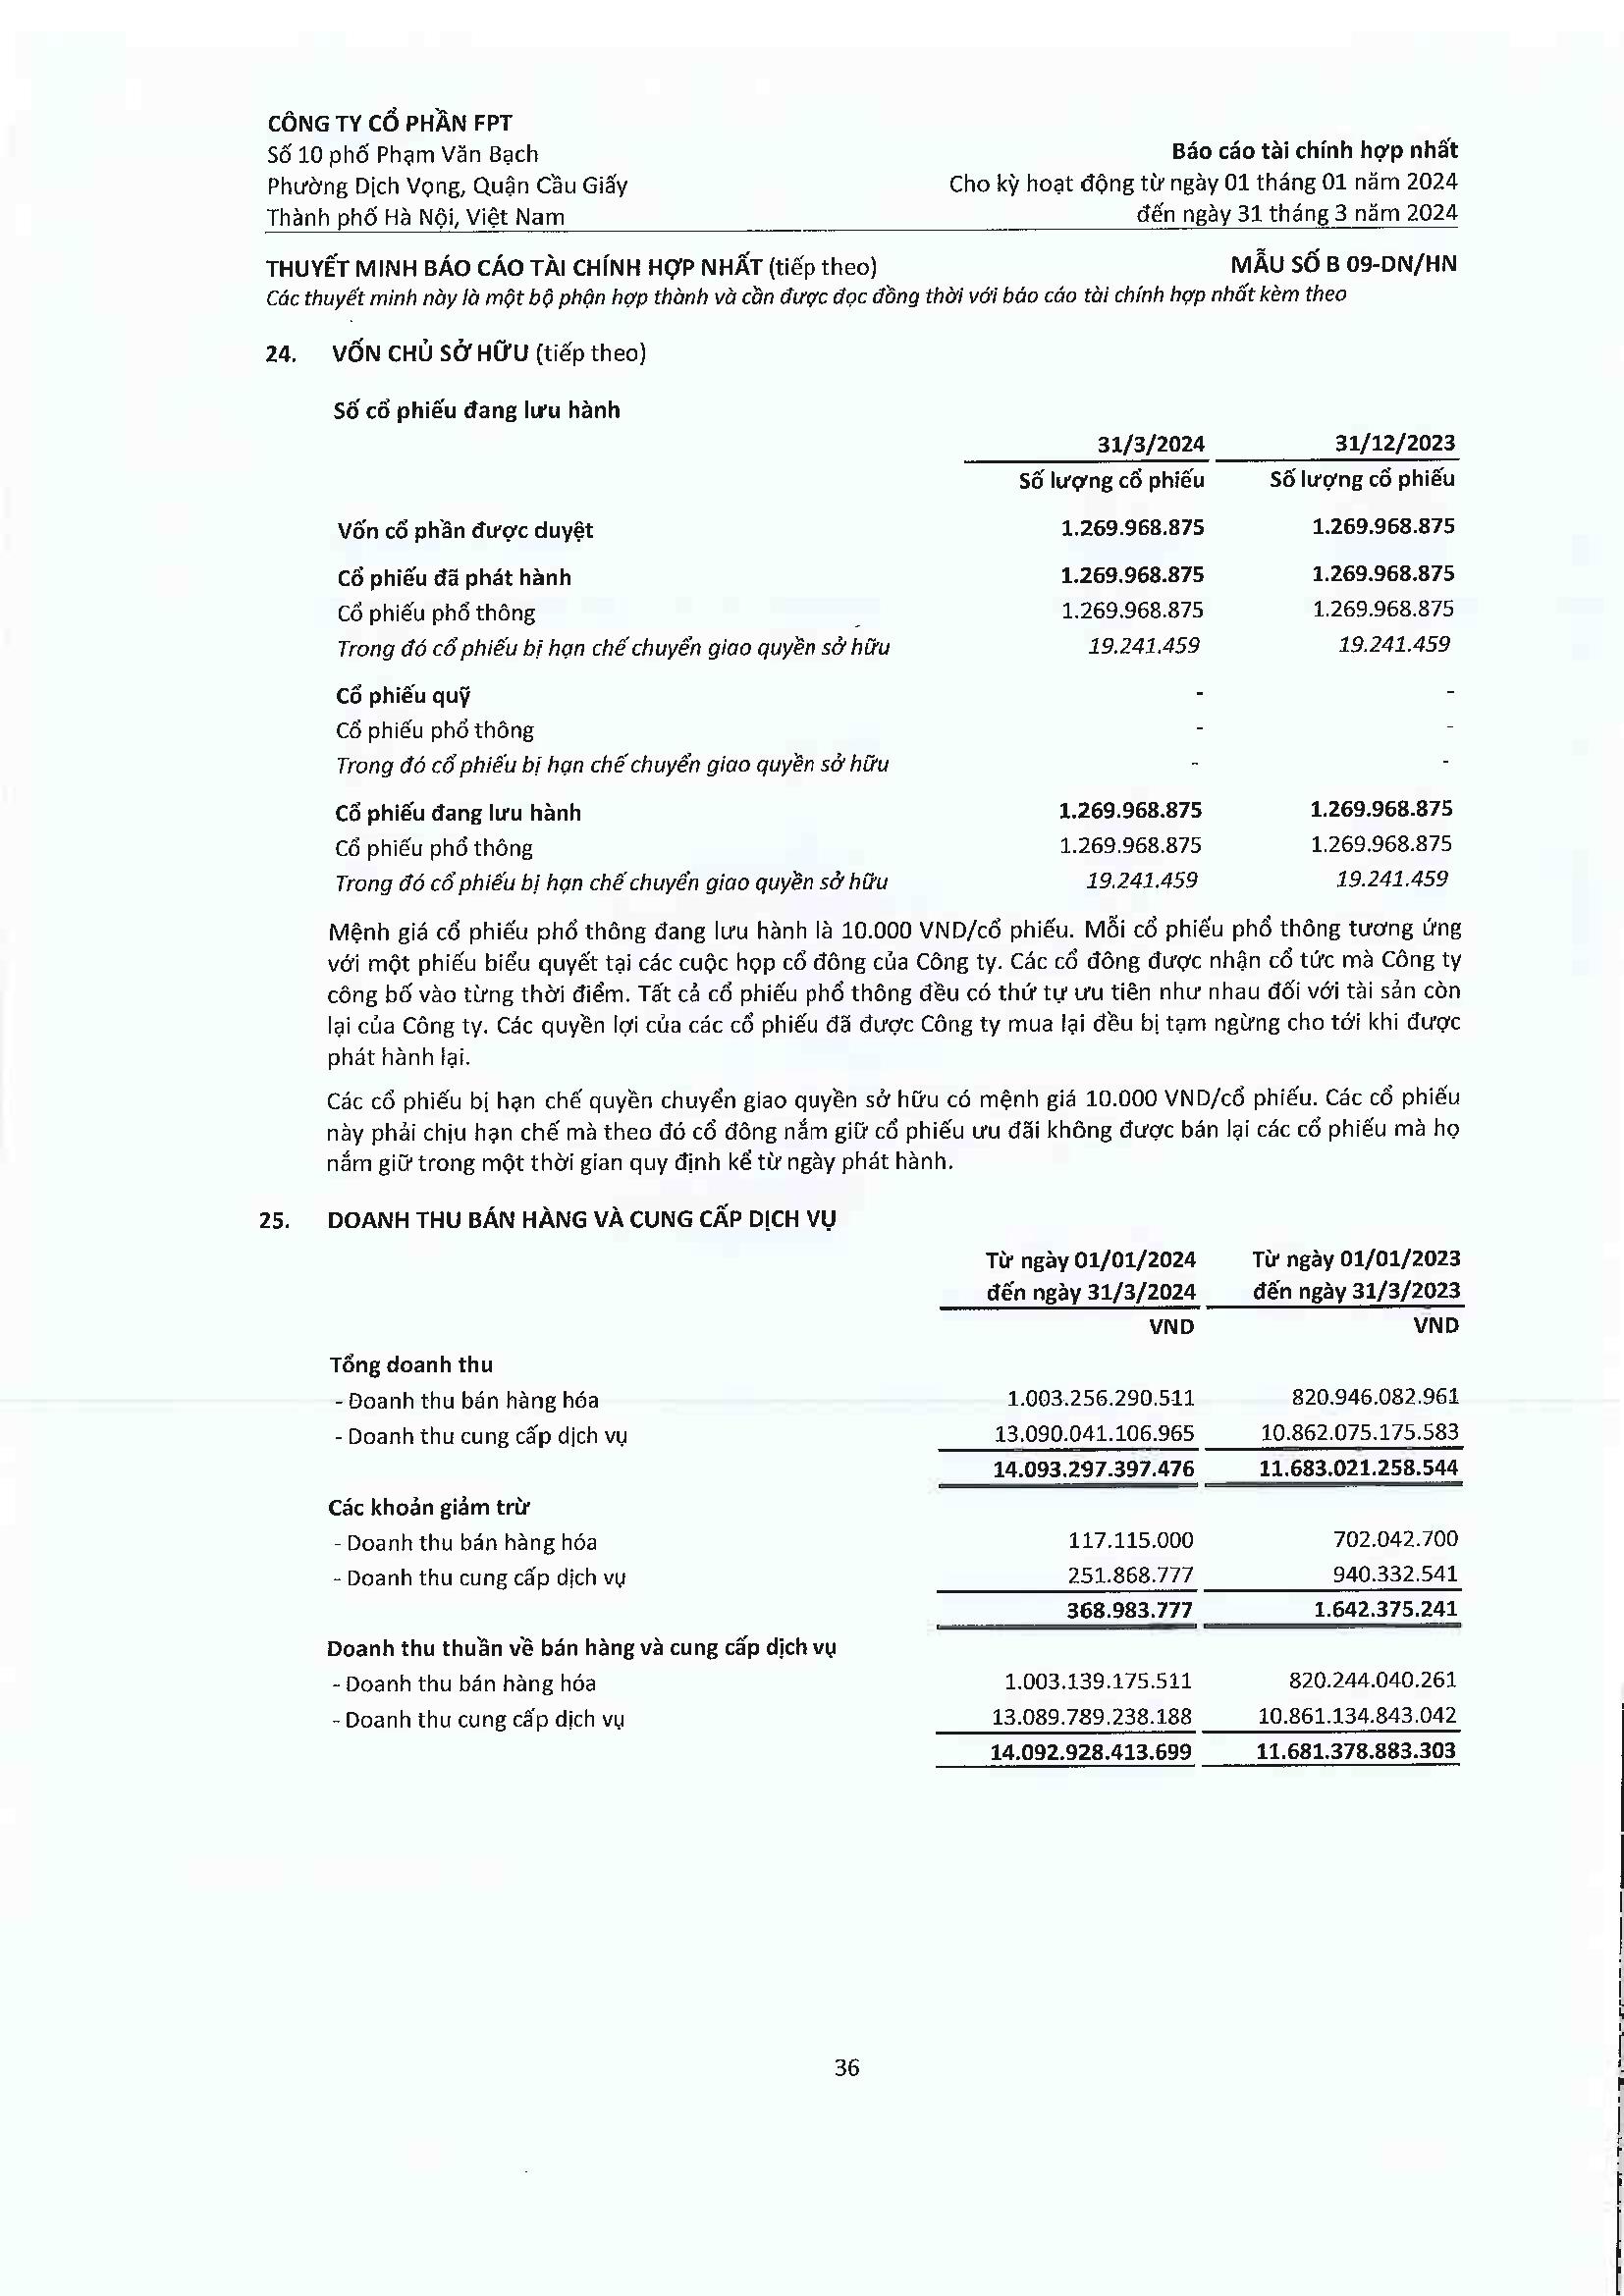 CÔNG TY CỔ PHẦN FPT
Số 10 phố Phạm Văn Bạch
Phường Dịch Vọng, Quận Cầu Giấy
Thành phố Hà Nội, Việt Nam
Báo cáo tài chính hợp nhất
Cho kỳ hoạt động từ ngày 01 tháng 01 năm 2024
đến ngày 31 tháng 3 năm 2024
THUYẾT MINH BÁO CÁO TÀI CHÍNH HỢP NHẤT (tiếp theo) MẪU SỐ B 09-DN/HN
Các thuyết minh này là một bộ phận hợp thành và cần được đọc đồng thời với báo cáo tài chính hợp nhất kèm theo
24. VỐN CHỦ SỞ HỮU (tiếp theo)
Số cổ phiếu đang lưu hành
31/3/2024 31/12/2023
Số lượng cổ phiếu Số lượng cổ phiếu
Vốn cổ phần được duyệt 1.269.968.875 1.269.968.875
Cổ phiếu đã phát hành 1.269.968.875 1.269.968.875
Cổ phiếu phổ thông 1.269.968.875 1.269.968.875
Trong đó cổ phiếu bị hạn chế chuyển giao quyền sở hữu 19.241.459 19.241.459
Cổ phiếu quỹ - -
Cổ phiếu phổ thông - -
Trong đó cổ phiếu bị hạn chế chuyển giao quyền sở hữu - -
Cổ phiếu đang lưu hành 1.269.968.875 1.269.968.875
Cổ phiếu phổ thông 1.269.968.875 1.269.968.875
Trong đó cổ phiếu bị hạn chế chuyển giao quyền sở hữu 19.241.459 19.241.459
Mệnh giá cổ phiếu phổ thông đang lưu hành là 10.000 VND/cổ phiếu. Mỗi cổ phiếu phổ thông tương ứng
với một phiếu biểu quyết tại các cuộc họp cổ đông của Công ty. Các cổ đông được nhận cổ tức mà Công ty
công bố vào từng thời điểm. Tất cả cổ phiếu phổ thông đều có thứ tự ưu tiên như nhau đối với tài sản còn
lại của Công ty. Các quyền lợi của các cổ phiếu đã được Công ty mua lại đều bị tạm ngừng cho tới khi được
phát hành lại.
Các cổ phiếu bị hạn chế quyền chuyển giao quyền sở hữu có mệnh giá 10.000 VND/cổ phiếu. Các cổ phiếu
này phải chịu hạn chế mà theo đó cổ đông nắm giữ cổ phiếu ưu đãi không được bán lại các cổ phiếu mà họ
nắm giữ trong một thời gian quy định kể từ ngày phát hành.
25. DOANH THU BÁN HÀNG VÀ CUNG CẤP DỊCH VỤ
Từ ngày 01/01/2024 Từ ngày 01/01/2023
đến ngày 31/3/2024 đến ngày 31/3/2023
VND VND
Tổng doanh thu
- Doanh thu bán hàng hóa 1.003.256.290.511 820.946.082.961
- Doanh thu cung cấp dịch vụ 13.090.041.106.965 10.862.075.175.583
14.093.297.397.476 11.683.021.258.544
Các khoản giảm trừ
- Doanh thu bán hàng hóa 117.115.000 702.042.700
- Doanh thu cung cấp dịch vụ 251.868.777 940.332.541
368.983.777 1.642.375.241
Doanh thu thuần về bán hàng và cung cấp dịch vụ
- Doanh thu bán hàng hóa 1.003.139.175.511 820.244.040.261
- Doanh thu cung cấp dịch vụ 13.089.789.238.188 10.861.134.843.042
14.092.928.413.699 11.681.378.883.303
36